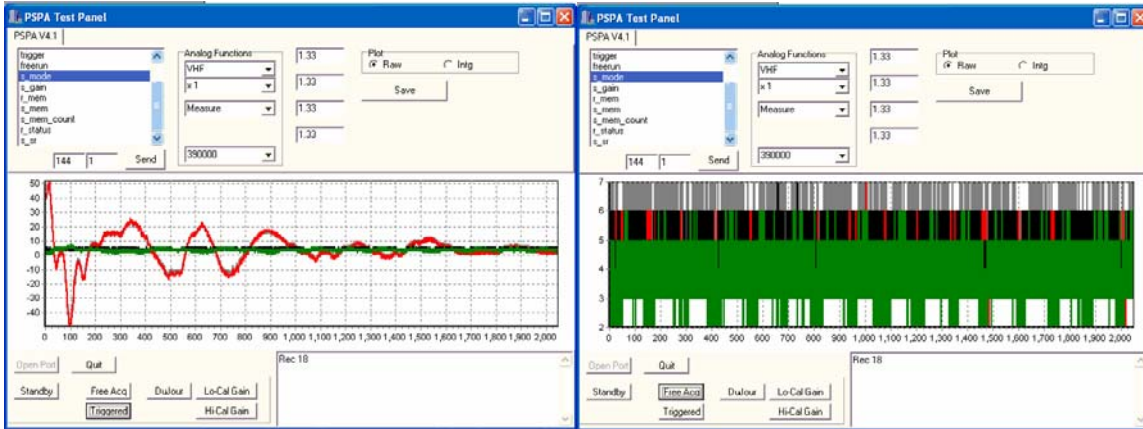 PSPA Test Panel
PSPA V4.1
trigger
freerun
s_mode
s_gain
r_mem
s_mem
s_mem_count
r_status
s_sr
144 1 Send
Analog Functions
VHF
x 1
Measure
390000
1.33
1.33
1.33
1.33
Plot
Raw Intg
Save
50
40
30
20
10
0
-10
-20
-30
-40
0 100 200 300 400 500 600 700 800 900 1,000 1,100 1,200 1,300 1,400 1,500 1,600 1,700 1,800 1,900 2,000
Open Port Quit
Standby Free Acq DuJour Lo-Cal Gain
Triggered Hi-Cal Gain
Rec 18
PSPA Test Panel
PSPA V4.1
trigger
freerun
s_mode
s_gain
r_mem
s_mem
s_mem_count
r_status
s_sr
144 1 Send
Analog Functions
VHF
x 1
Measure
390000
1.33
1.33
1.33
1.33
Plot
Raw Intg
Save
7
6
5
4
3
2
0 100 200 300 400 500 600 700 800 900 1,000 1,100 1,200 1,300 1,400 1,500 1,600 1,700 1,800 1,900 2,000
Open Port Quit
Standby Free Acq DuJour Lo-Cal Gain
Triggered Hi-Cal Gain
Rec 18